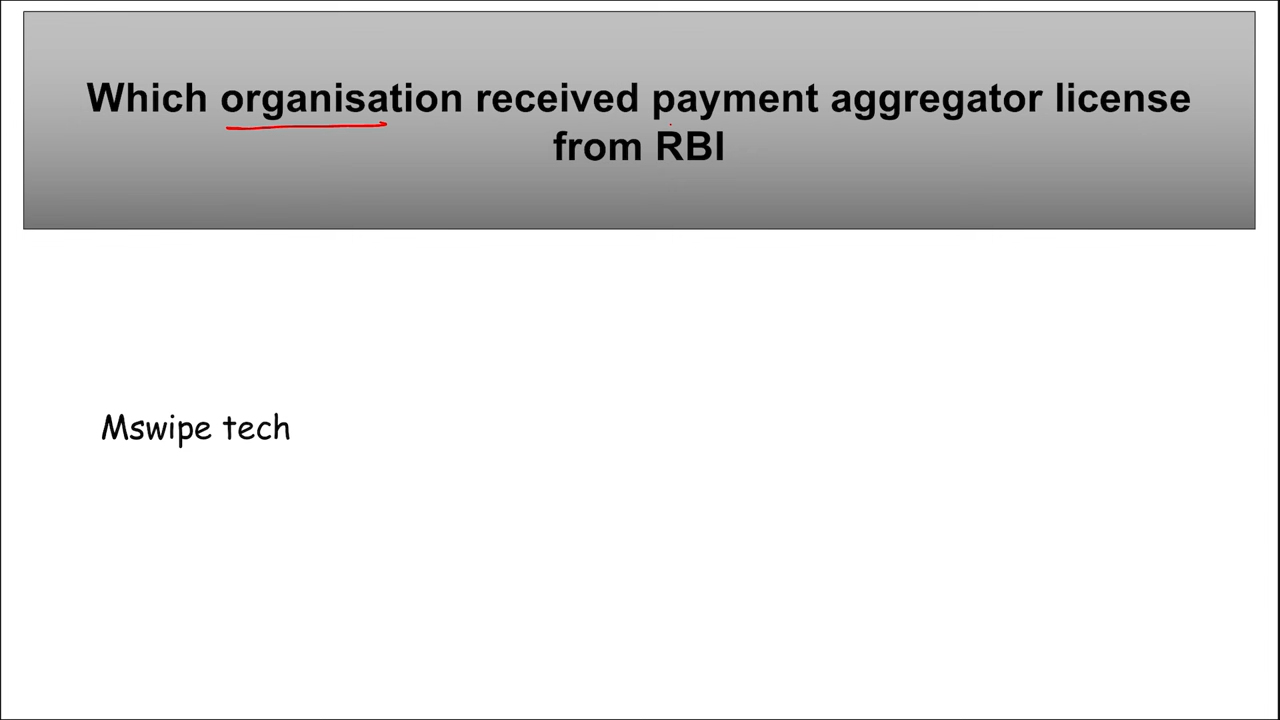 Which organisation received payment aggregator license
from RBI
Mswipe tech